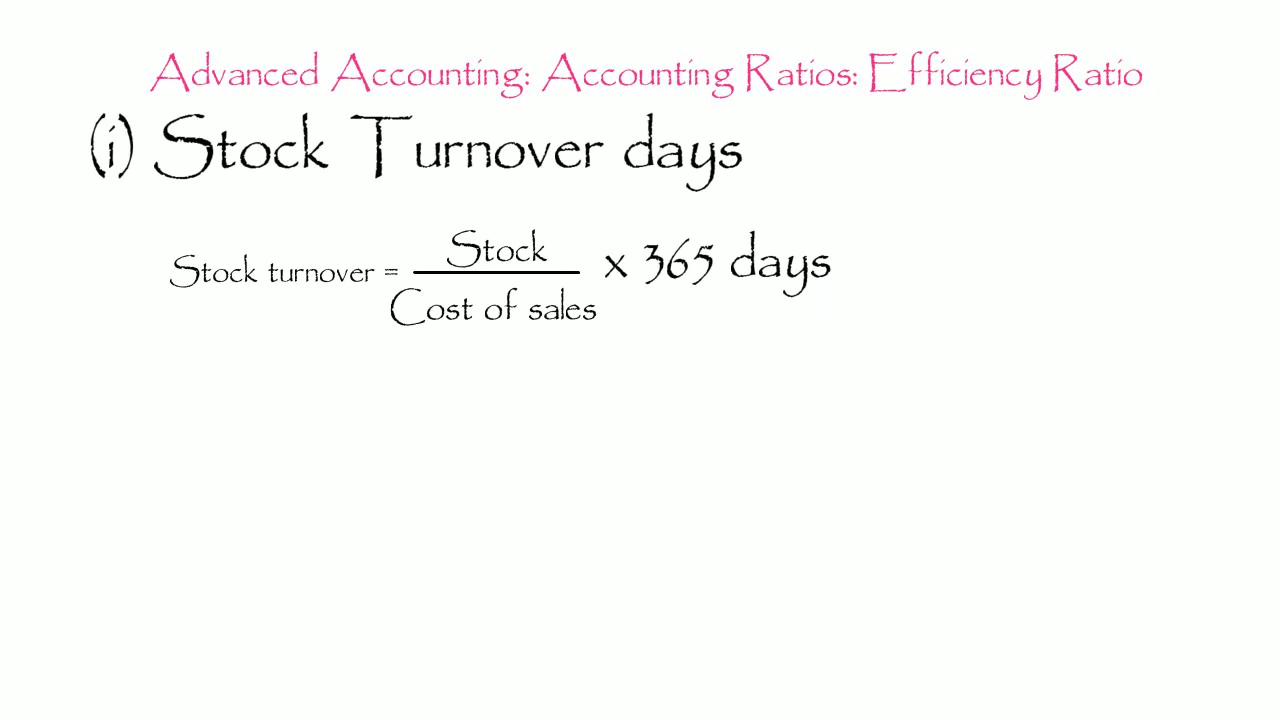 Advanced Accounting: Accounting Ratios: Efficiency Ratio
(i) Stock Turnover days
Stock turnover = Stock x 365 days
Cost of sales